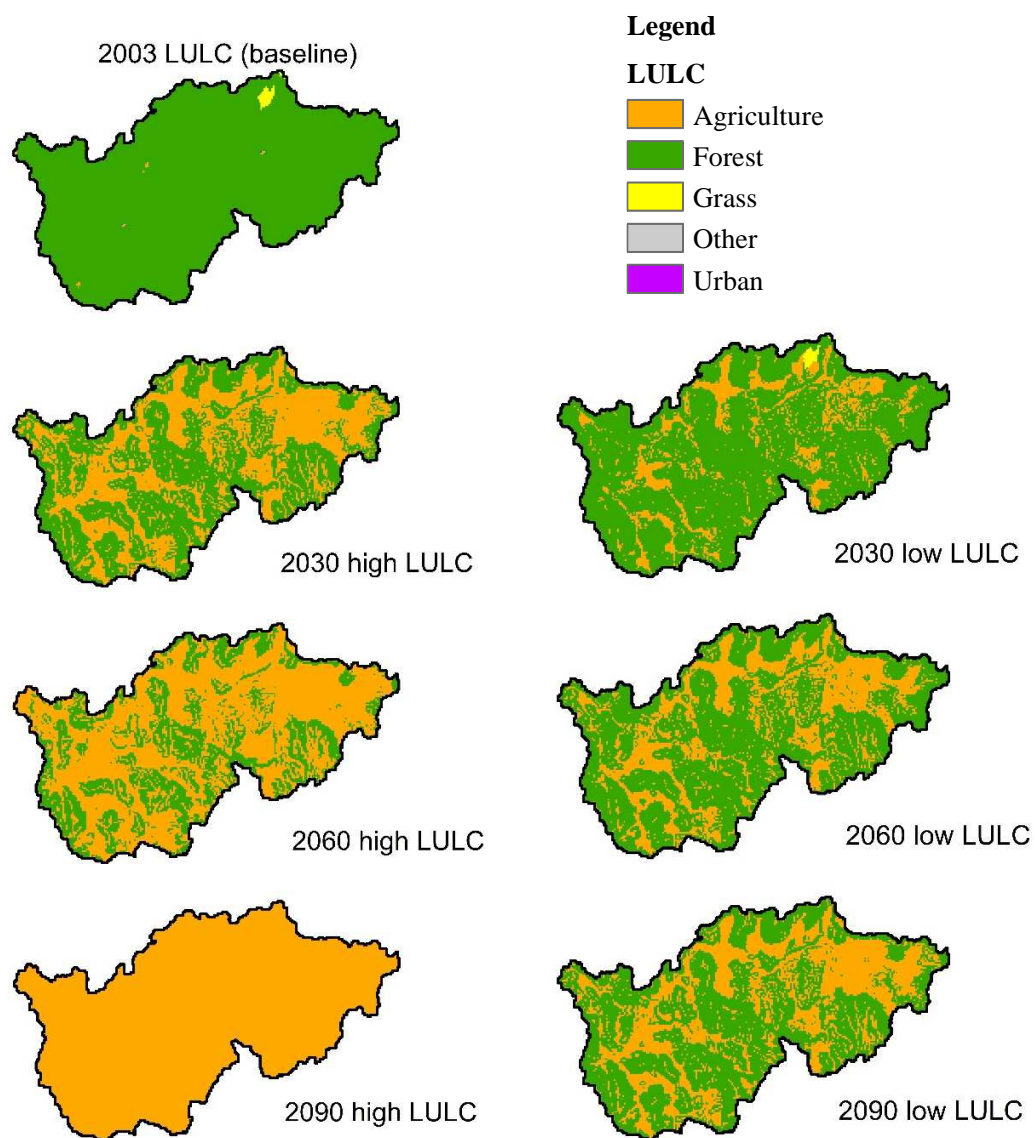 2003 LULC (baseline)
Legend
LULC
Agriculture
Forest
Grass
Other
Urban
2030 high LULC
2030 low LULC
2060 high LULC
2060 low LULC
2090 high LULC
2090 low LULC